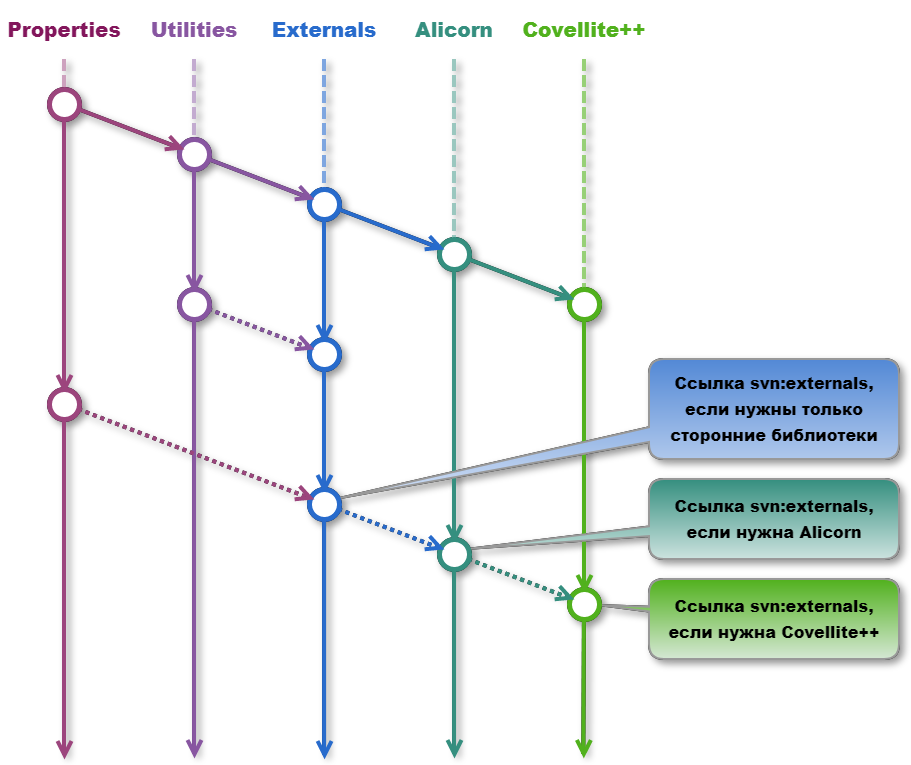 Properties
Utilities
Externals
Alicorn
Covellite++
Ссылка svn:externals,
если нужны только
сторонние библиотеки
Ссылка svn:externals,
если нужна Alicorn
Ссылка svn:externals,
если нужна Covellite++